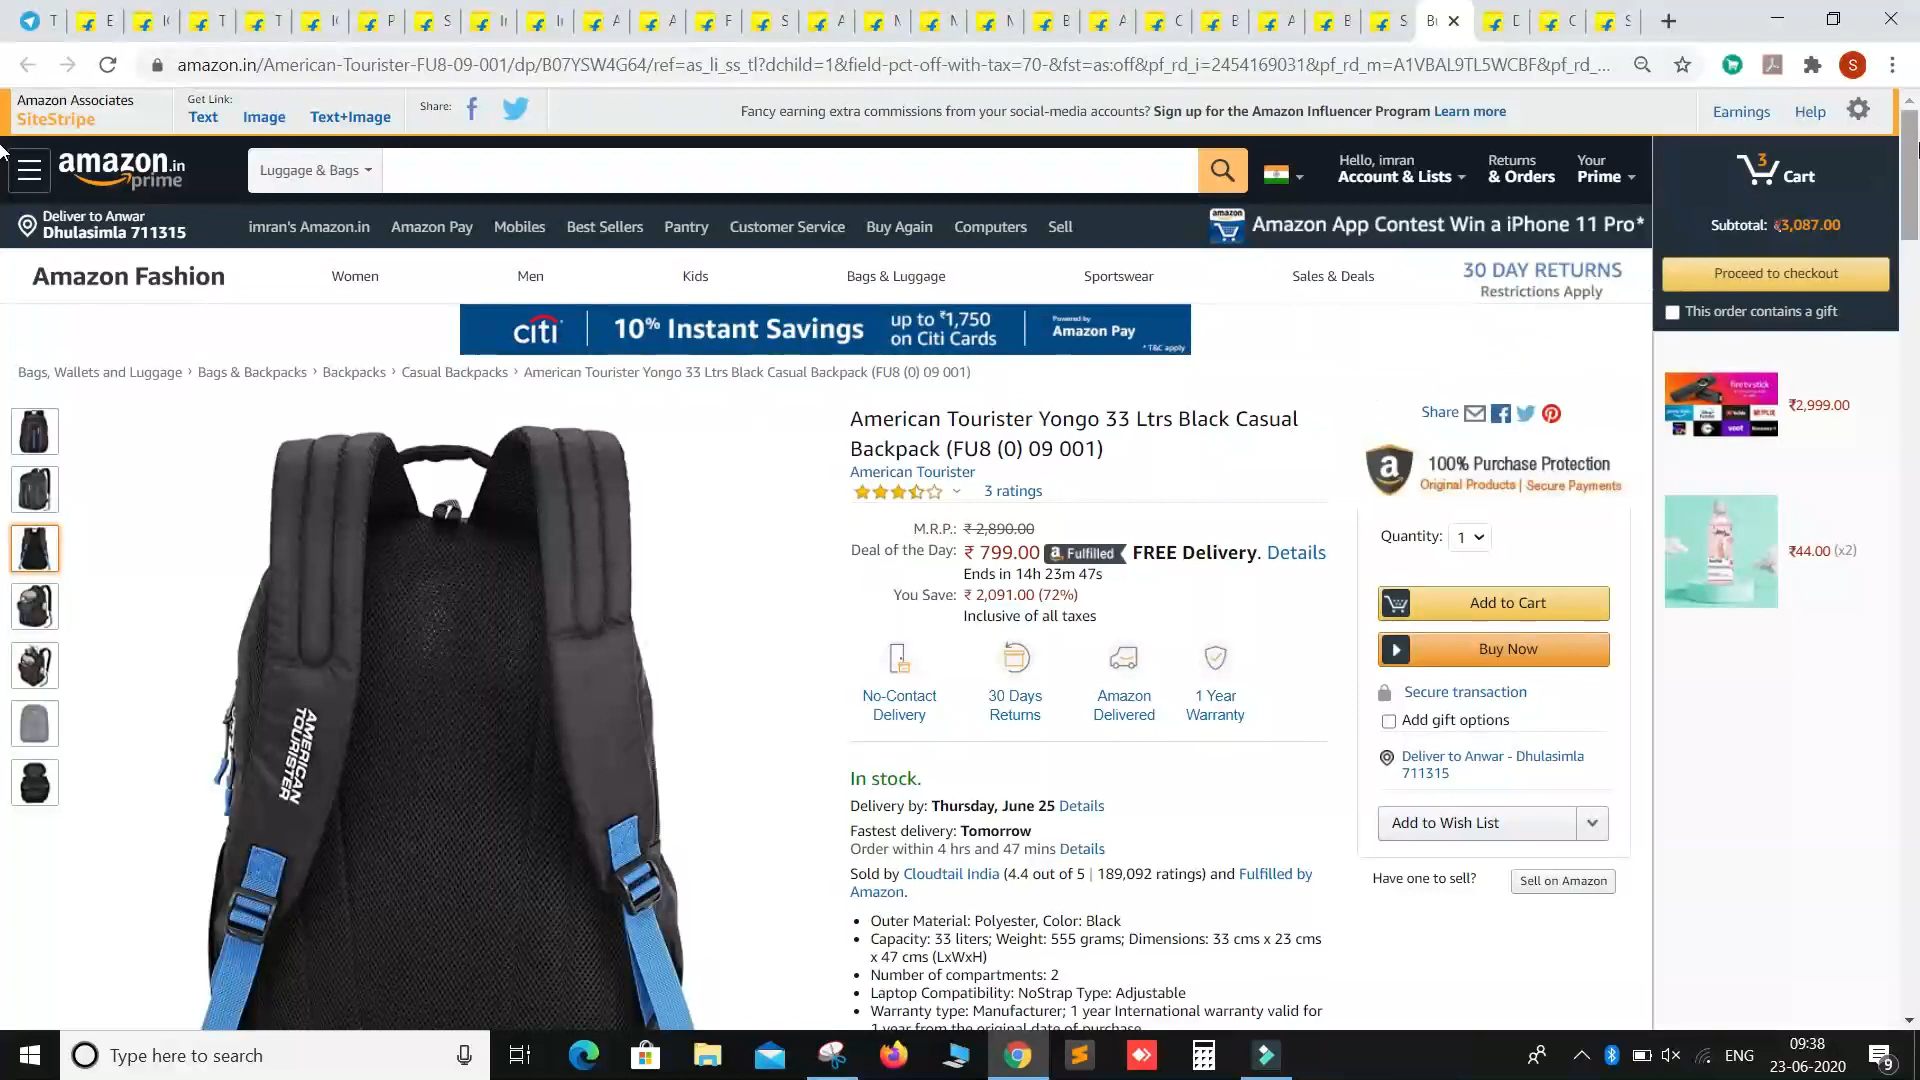 amazon.in/American-Tourister-FU8-09-001/dp/B07YSW4G64/ref=as_li_ss_tl?dchild=1&field-pct-off-with-tax=70-&fst=as:off&pf_rd_i=2454169031&pf_rd_m=A1VBAL9TL5WCBF&pf_rd_...
S
Amazon Associates
SiteStripe
Get Link:
Text Image Text+Image
Share:
Fancy earning extra commissions from your social-media accounts? Sign up for the Amazon Influencer Program Learn more
Earnings Help
amazon.in
prime
Luggage & Bags
Hello, imran
Account & Lists
Returns
& Orders
Your
Prime
3
Cart
Deliver to Anwar
Dhulasimla 711315
imran's Amazon.in Amazon Pay Mobiles Best Sellers Pantry Customer Service Buy Again Computers Sell
amazon
Amazon App Contest Win a iPhone 11 Pro*
Subtotal: ₹3,087.00
Proceed to checkout
This order contains a gift
Amazon Fashion Women Men Kids Bags & Luggage Sportswear Sales & Deals
30 DAY RETURNS
Restrictions Apply
citi 10% Instant Savings
up to ₹1,750
on Citi Cards
Powered by
Amazon Pay
*T&C apply
Bags, Wallets and Luggage › Bags & Backpacks › Backpacks › Casual Backpacks › American Tourister Yongo 33 Ltrs Black Casual Backpack (FU8 (0) 09 001)
AMERICAN
TOURISTER
American Tourister Yongo 33 Ltrs Black Casual
Backpack (FU8 (0) 09 001)
American Tourister
3 ratings
M.R.P.: ₹ 2,890.00
Deal of the Day: ₹ 799.00 a Fulfilled FREE Delivery. Details
Ends in 14h 23m 47s
You Save: ₹ 2,091.00 (72%)
Inclusive of all taxes
No-Contact
Delivery
30 Days
Returns
Amazon
Delivered
1 Year
Warranty
In stock.
Delivery by: Thursday, June 25 Details
Fastest delivery: Tomorrow
Order within 4 hrs and 47 mins Details
Sold by Cloudtail India (4.4 out of 5 | 189,092 ratings) and Fulfilled by
Amazon.
• Outer Material: Polyester, Color: Black
• Capacity: 33 liters; Weight: 555 grams; Dimensions: 33 cms x 23 cms
x 47 cms (LxWxH)
• Number of compartments: 2
• Laptop Compatibility: NoStrap Type: Adjustable
• Warranty type: Manufacturer; 1 year International warranty valid for
1 year from the original date of purchase
Share
a
100% Purchase Protection
Original Products | Secure Payments
Quantity: 1
Add to Cart
Buy Now
Secure transaction
Add gift options
Deliver to Anwar - Dhulasimla
711315
Add to Wish List
Have one to sell? Sell on Amazon
firetvstick
₹2,999.00
₹44.00 (x2)
Type here to search
ENG
09:38
23-06-2020
9